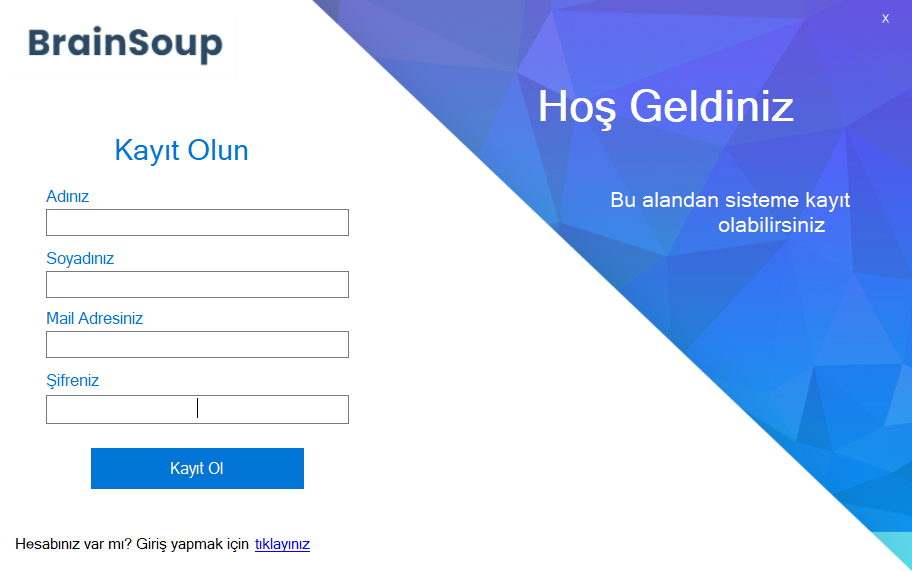 BrainSoup
X
Hoş Geldiniz
Kayıt Olun
Adınız
Bu alandan sisteme kayıt
olabilirsiniz
Soyadınız
Mail Adresiniz
Şifreniz
Kayıt Ol
Hesabınız var mı? Giriş yapmak için tıklayınız